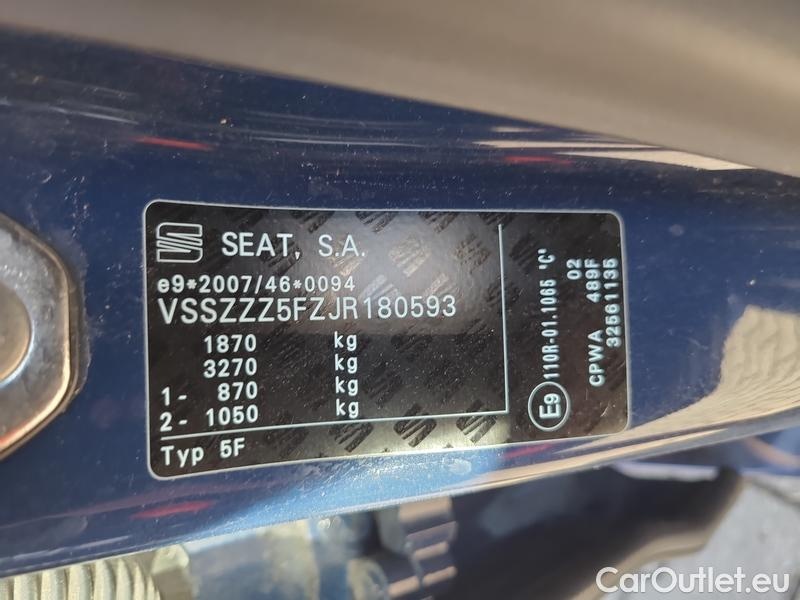 SEAT, S.A.
e9*2007/46*0094
VSSZZZ5FZJR180593
1870 kg
3270 kg
1- 870 kg
2- 1050 kg
Typ 5F
E9 110R-01.1065 "C"
02
CPWA 489F
32561135
CarOutlet.eu